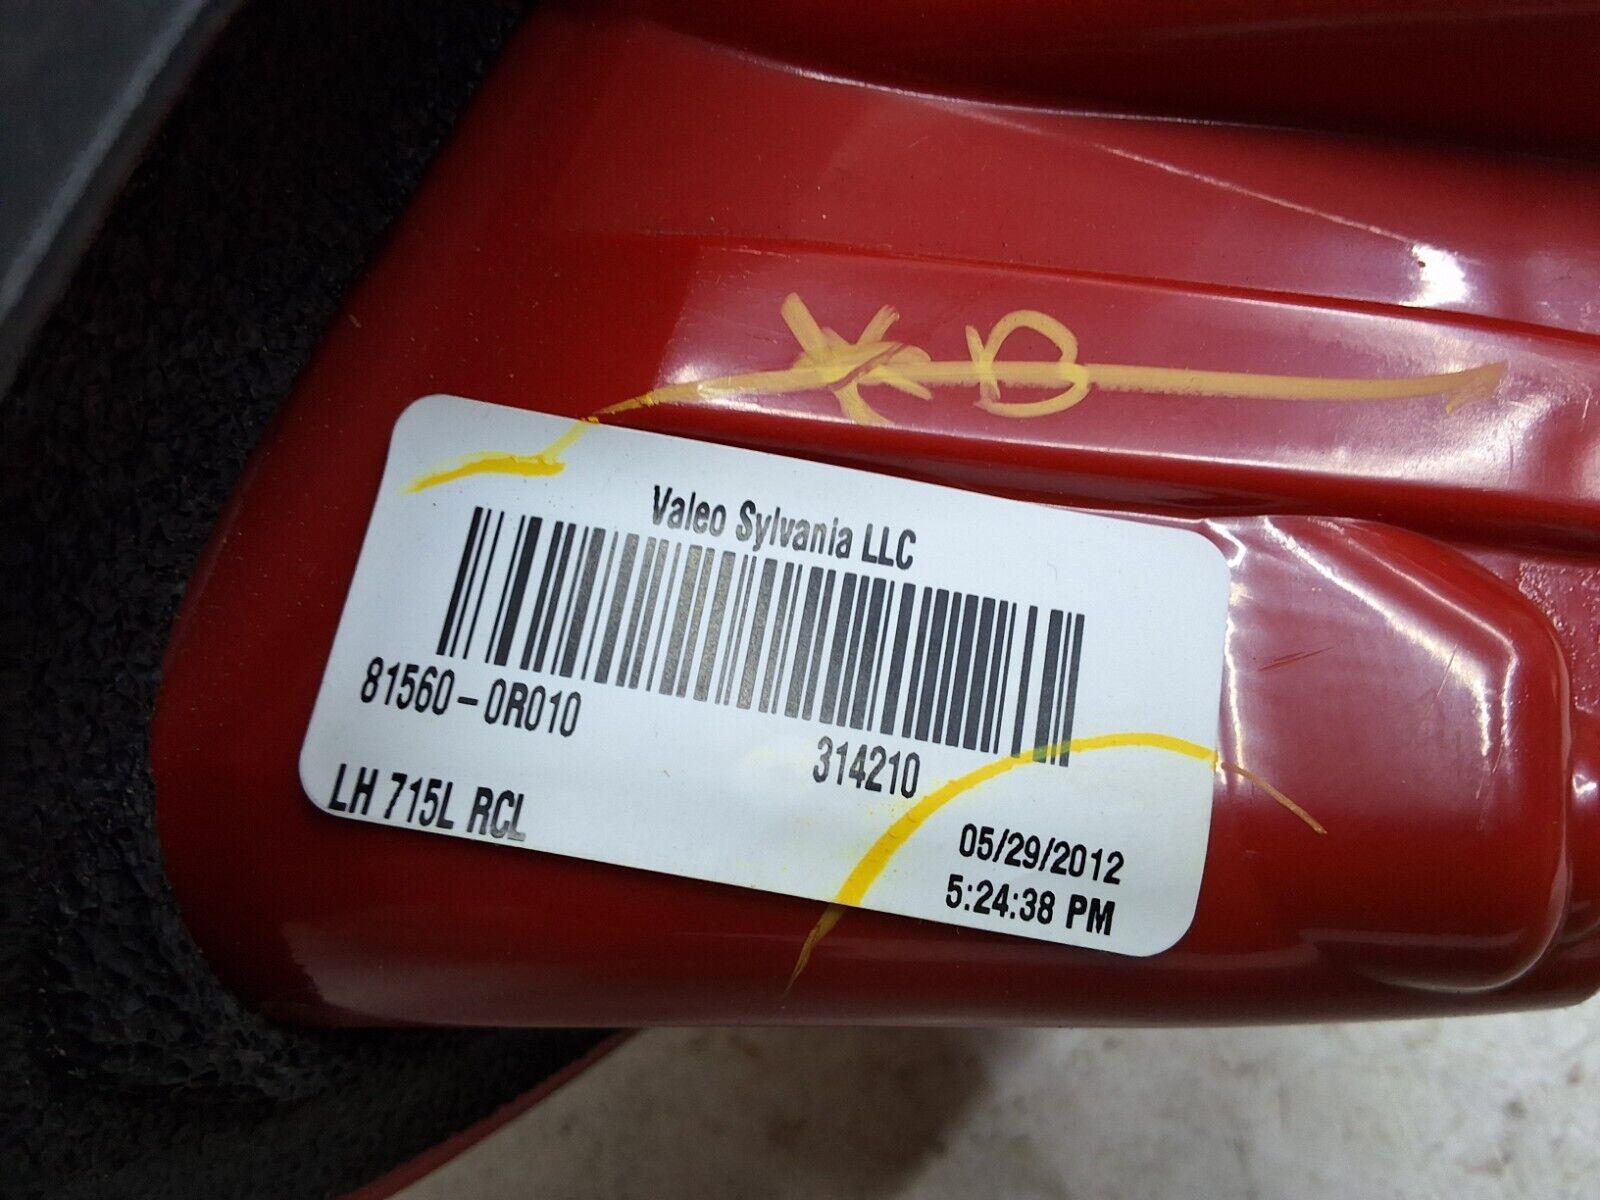 Valeo Sylvania LLC
81560-0R010
314210
LH 715L RCL
05/29/2012
5:24:38 PM